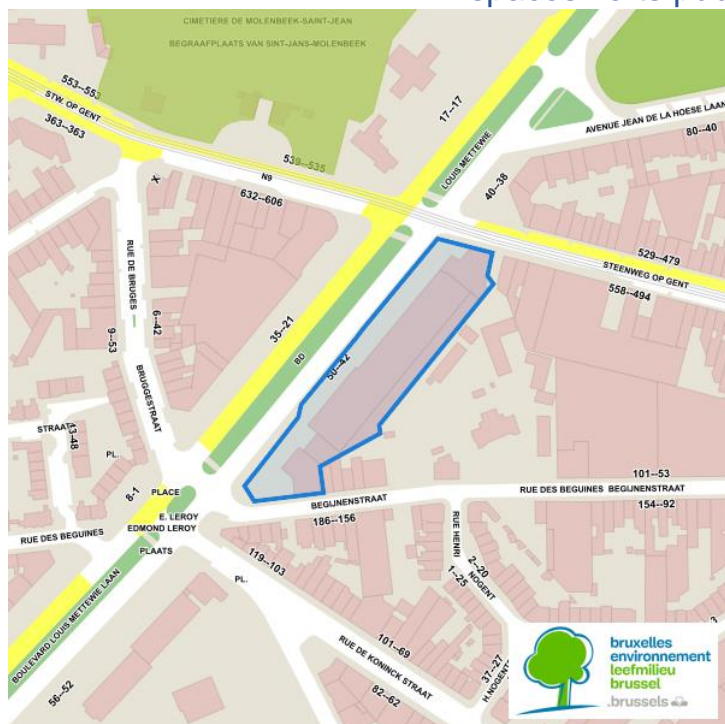 CIMETIERE DE MOLENBEEK-SAINT-JEAN
BEGRAAFPLAATS VAN SINT-JANS-MOLENBEEK
553--553
STW. OP GENT
363--363
17--17
LOUIS METTEWIE
AVENUE JEAN DE LA HOESE LAAN
80--40
539--535
N9
632--606
40--38
529--479
STEENWEG OP GENT
558--494
RUE DE BRUGES
6--42
9--53
35--21
BD
50--42
BRUGGESTRAAT
STRAAT
43-48
PL.
8-1
PLACE
E. LEROY
EDMOND LEROY
PLAATS
RUE DES BEGUINES
BOULEVARD LOUIS METTEWIE LAAN
56--52
BEGIJNENSTRAAT
186--156
101--53
RUE DES BEGUINES BEGIJNENSTRAAT
154--92
RUE HENRI
NOGENT
2--20
1--25
119--103
PL.
101--69
RUE DE KONINCK STRAAT
82--62
37--27
H.NOGENT
bruxelles
environnement
leefmilieu
brussel
.brussels